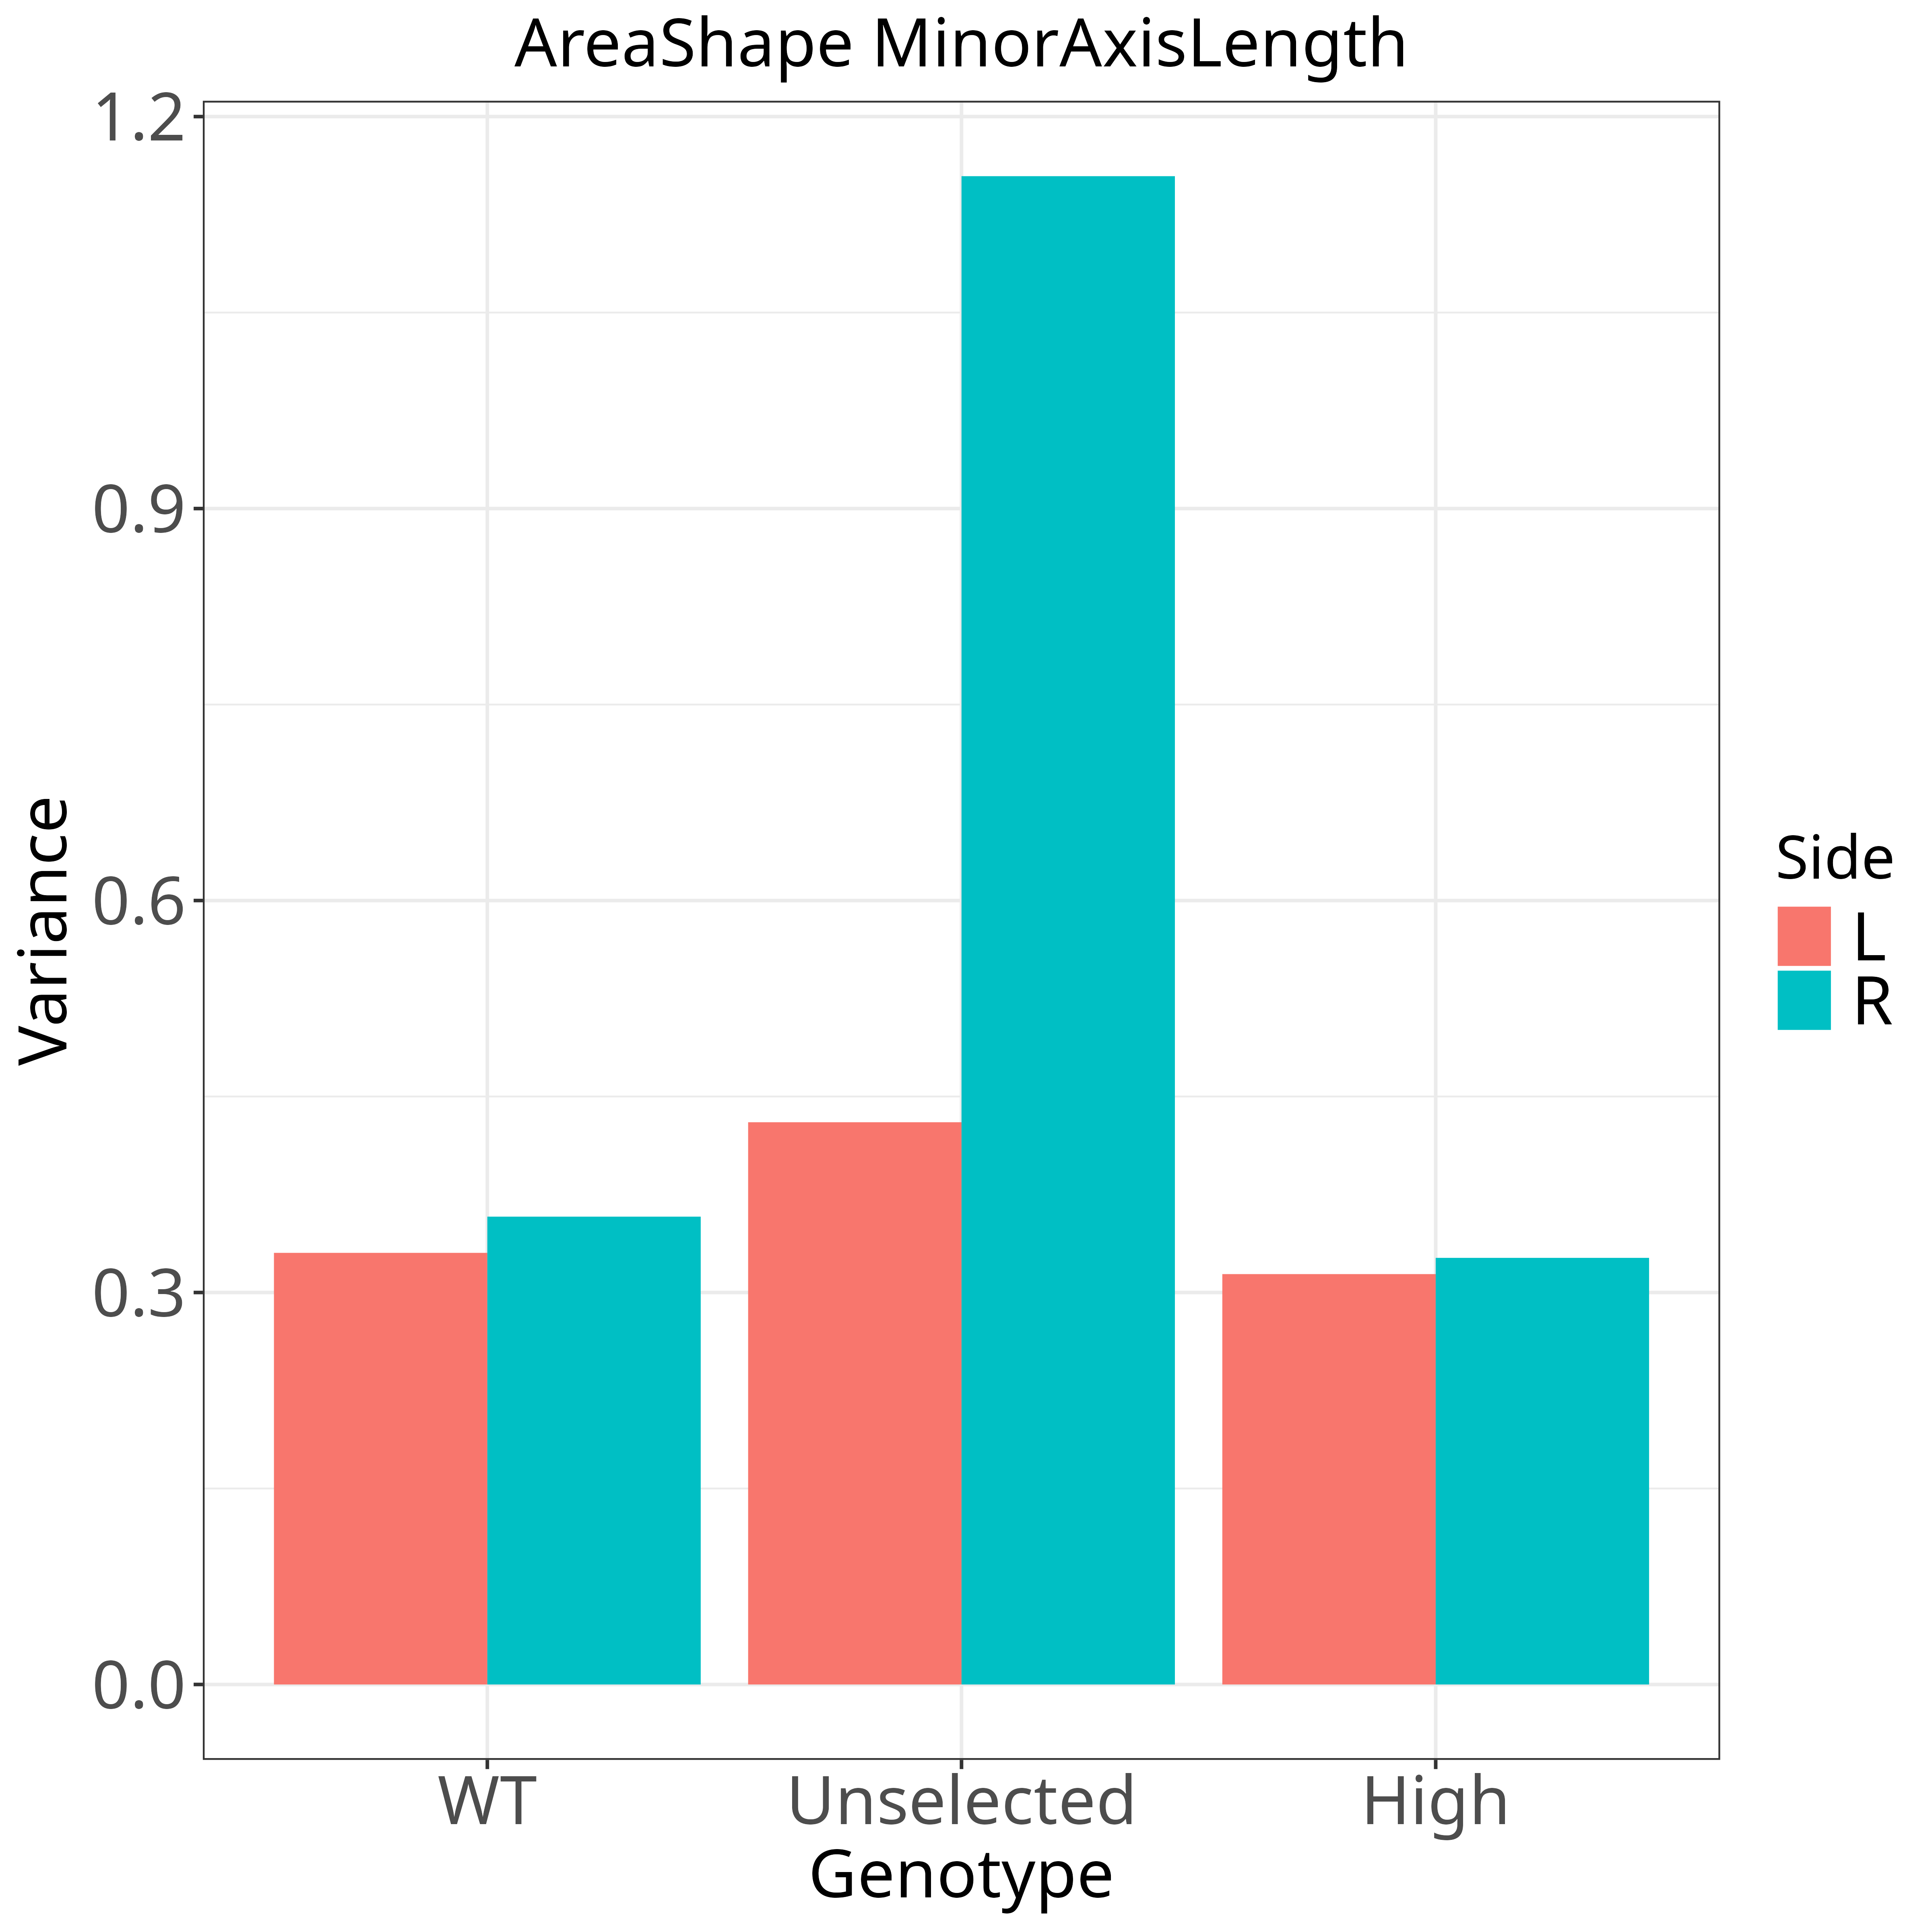 AreaShape MinorAxisLength
1.2
0.9
0.6
0.3
0.0
Variance
WT Unselected High
Genotype
Side
L
R